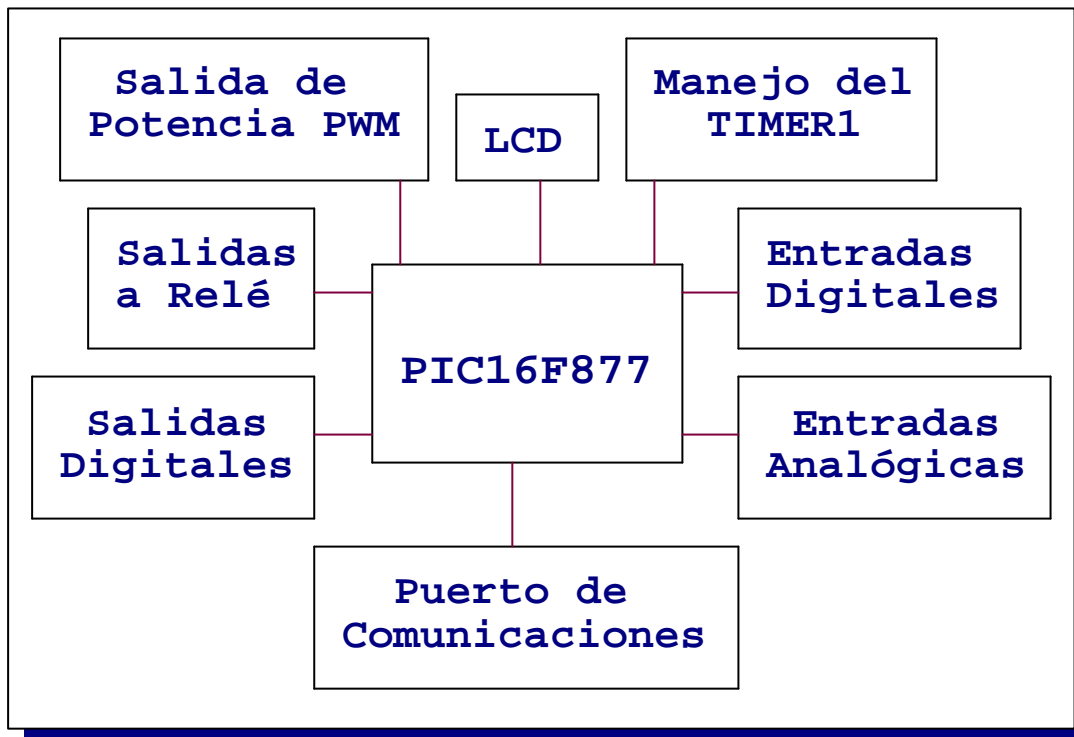 Salida de
Potencia PWM
LCD
Manejo del
TIMER1
Salidas
a Relé
Entradas
Digitales
PIC16F877
Salidas
Digitales
Entradas
Analógicas
Puerto de
Comunicaciones